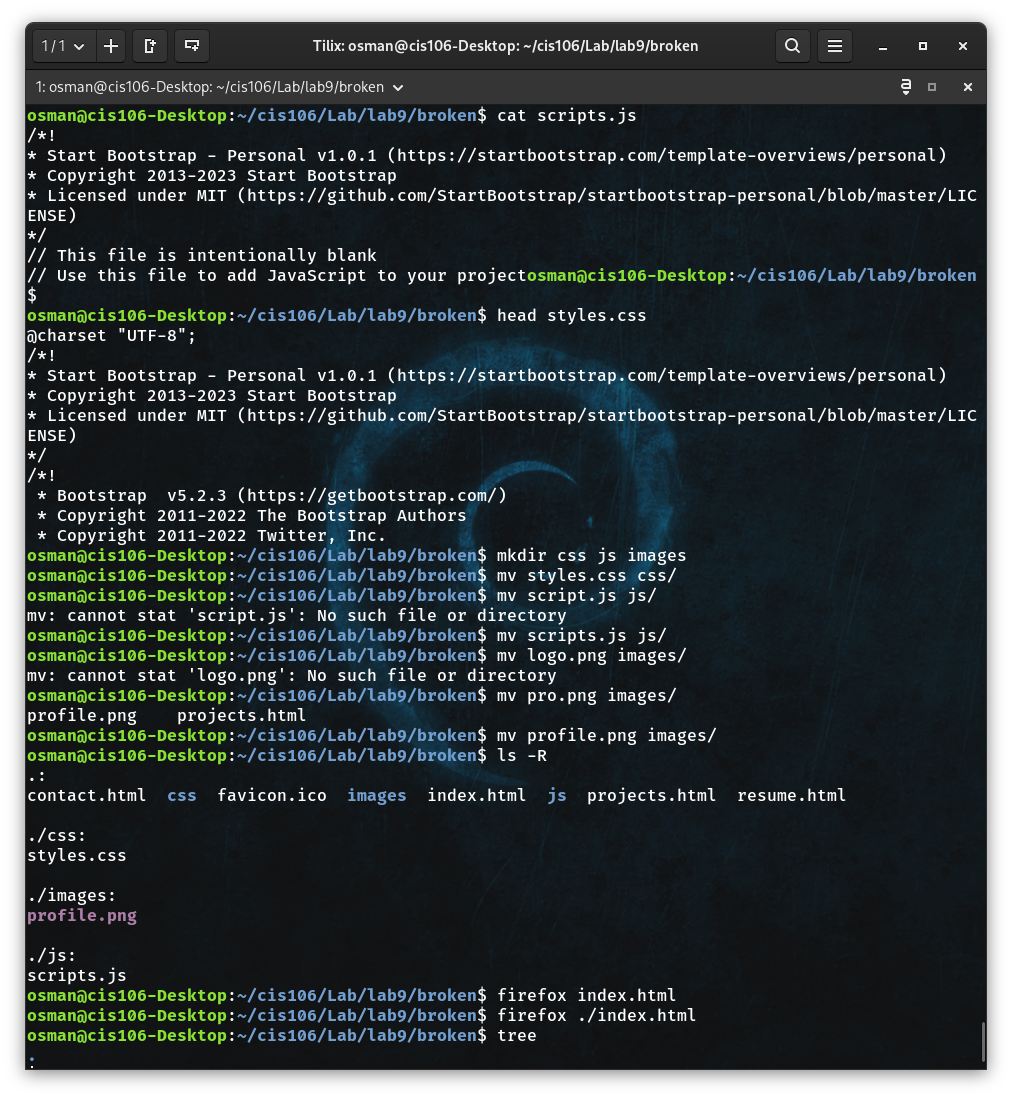 1 / 1
Tilix: osman@cis106-Desktop: ~/cis106/Lab/lab9/broken
1: osman@cis106-Desktop: ~/cis106/Lab/lab9/broken
osman@cis106-Desktop:~/cis106/Lab/lab9/broken$ cat scripts.js
/*!
* Start Bootstrap - Personal v1.0.1 (https://startbootstrap.com/template-overviews/personal)
* Copyright 2013-2023 Start Bootstrap
* Licensed under MIT (https://github.com/StartBootstrap/startbootstrap-personal/blob/master/LIC
ENSE)
*/
// This file is intentionally blank
// Use this file to add JavaScript to your projectosman@cis106-Desktop:~/cis106/Lab/lab9/broken
$
osman@cis106-Desktop:~/cis106/Lab/lab9/broken$ head styles.css
@charset "UTF-8";
/*!
* Start Bootstrap - Personal v1.0.1 (https://startbootstrap.com/template-overviews/personal)
* Copyright 2013-2023 Start Bootstrap
* Licensed under MIT (https://github.com/StartBootstrap/startbootstrap-personal/blob/master/LIC
ENSE)
*/
/*!
 * Bootstrap  v5.2.3 (https://getbootstrap.com/)
 * Copyright 2011-2022 The Bootstrap Authors
 * Copyright 2011-2022 Twitter, Inc.
osman@cis106-Desktop:~/cis106/Lab/lab9/broken$ mkdir css js images
osman@cis106-Desktop:~/cis106/Lab/lab9/broken$ mv styles.css css/
osman@cis106-Desktop:~/cis106/Lab/lab9/broken$ mv script.js js/
mv: cannot stat 'script.js': No such file or directory
osman@cis106-Desktop:~/cis106/Lab/lab9/broken$ mv scripts.js js/
osman@cis106-Desktop:~/cis106/Lab/lab9/broken$ mv logo.png images/
mv: cannot stat 'logo.png': No such file or directory
osman@cis106-Desktop:~/cis106/Lab/lab9/broken$ mv pro.png images/
profile.png    projects.html
osman@cis106-Desktop:~/cis106/Lab/lab9/broken$ mv profile.png images/
osman@cis106-Desktop:~/cis106/Lab/lab9/broken$ ls -R
.:
contact.html  css  favicon.ico  images  index.html  js  projects.html  resume.html

./css:
styles.css

./images:
profile.png

./js:
scripts.js
osman@cis106-Desktop:~/cis106/Lab/lab9/broken$ firefox index.html
osman@cis106-Desktop:~/cis106/Lab/lab9/broken$ firefox ./index.html
osman@cis106-Desktop:~/cis106/Lab/lab9/broken$ tree